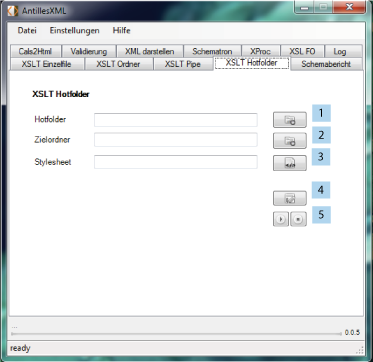 AntillesXML
Datei Einstellungen Hilfe
Cals2Html Validierung XML darstellen Schematron XProc XSL FO Log
XSLT Einzelfile XSLT Ordner XSLT Pipe XSLT Hotfolder Schemabericht
XSLT Hotfolder
Hotfolder 1
Zielordner 2
Stylesheet 3
4
5
...
0.0.5
ready